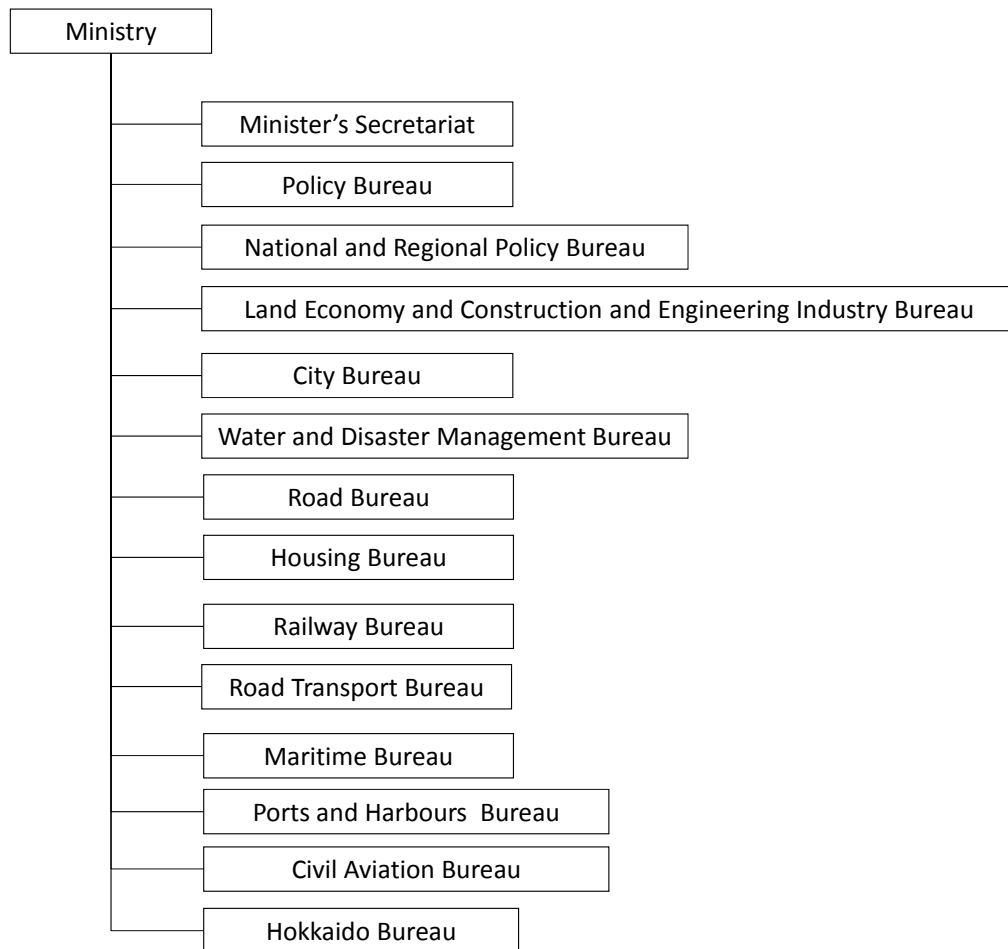 Ministry
Minister’s Secretariat
Policy Bureau
National and Regional Policy Bureau
Land Economy and Construction and Engineering Industry Bureau
City Bureau
Water and Disaster Management Bureau
Road Bureau
Housing Bureau
Railway Bureau
Road Transport Bureau
Maritime Bureau
Ports and Harbours  Bureau
Civil Aviation Bureau
Hokkaido Bureau